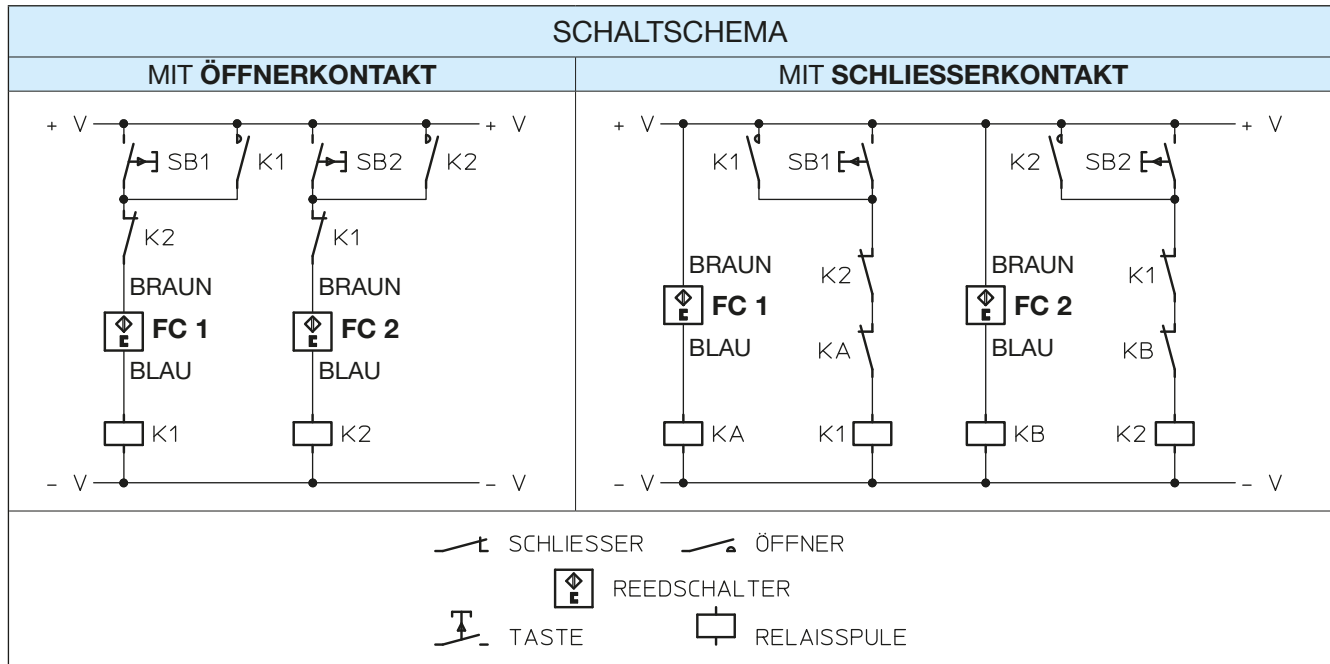 SCHALTSCHEMA
MIT ÖFFNERKONTAKT
MIT SCHLIESSERKONTAKT
+ V + V
SB1 K1 SB2 K2
K2 K1
BRAUN BRAUN
FC 1 FC 2
BLAU BLAU
K1 K2
- V - V
+ V + V
K1 SB1 K2 SB2
K2 K1
BRAUN BRAUN
FC 1 FC 2
BLAU KA BLAU KB
KA K1 KB K2
- V - V
SCHLIESSER ÖFFNER
REEDSCHALTER
TASTE RELAISSPULE